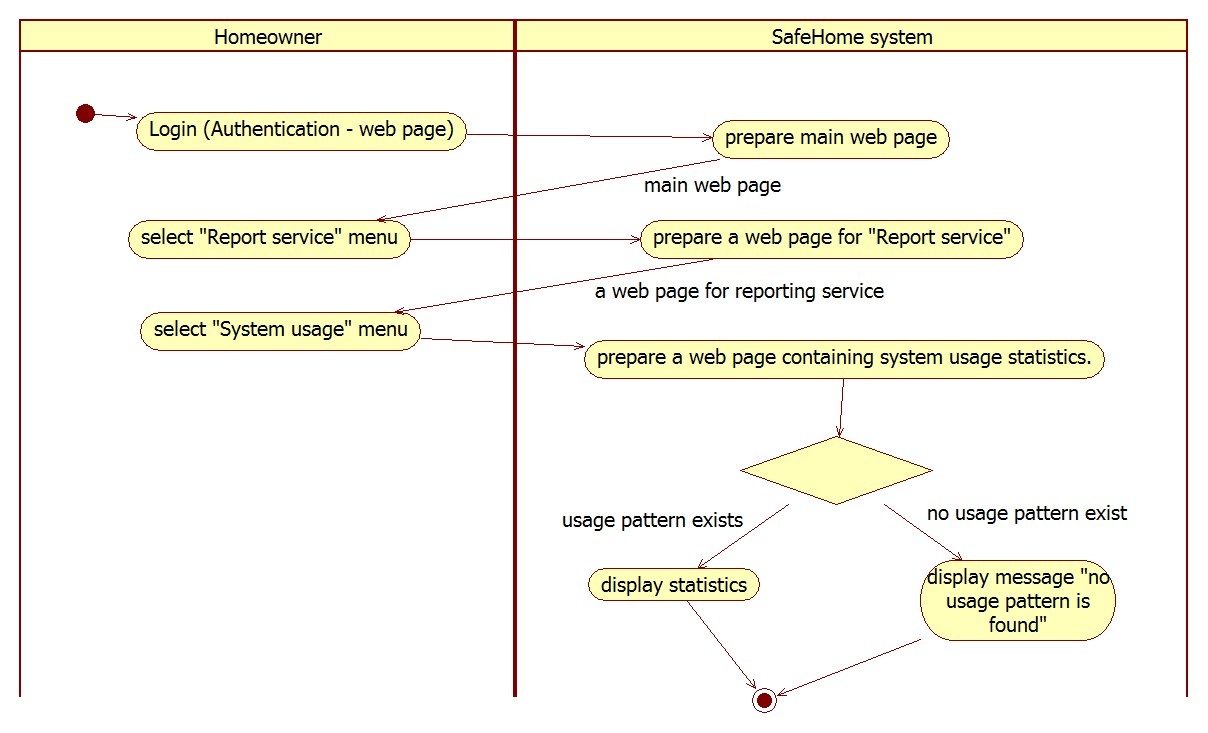 Homeowner
SafeHome system
Login (Authentication - web page)
prepare main web page
main web page
select "Report service" menu
prepare a web page for "Report service"
a web page for reporting service
select "System usage" menu
prepare a web page containing system usage statistics.
usage pattern exists
no usage pattern exist
display statistics
display message "no
usage pattern is
found"